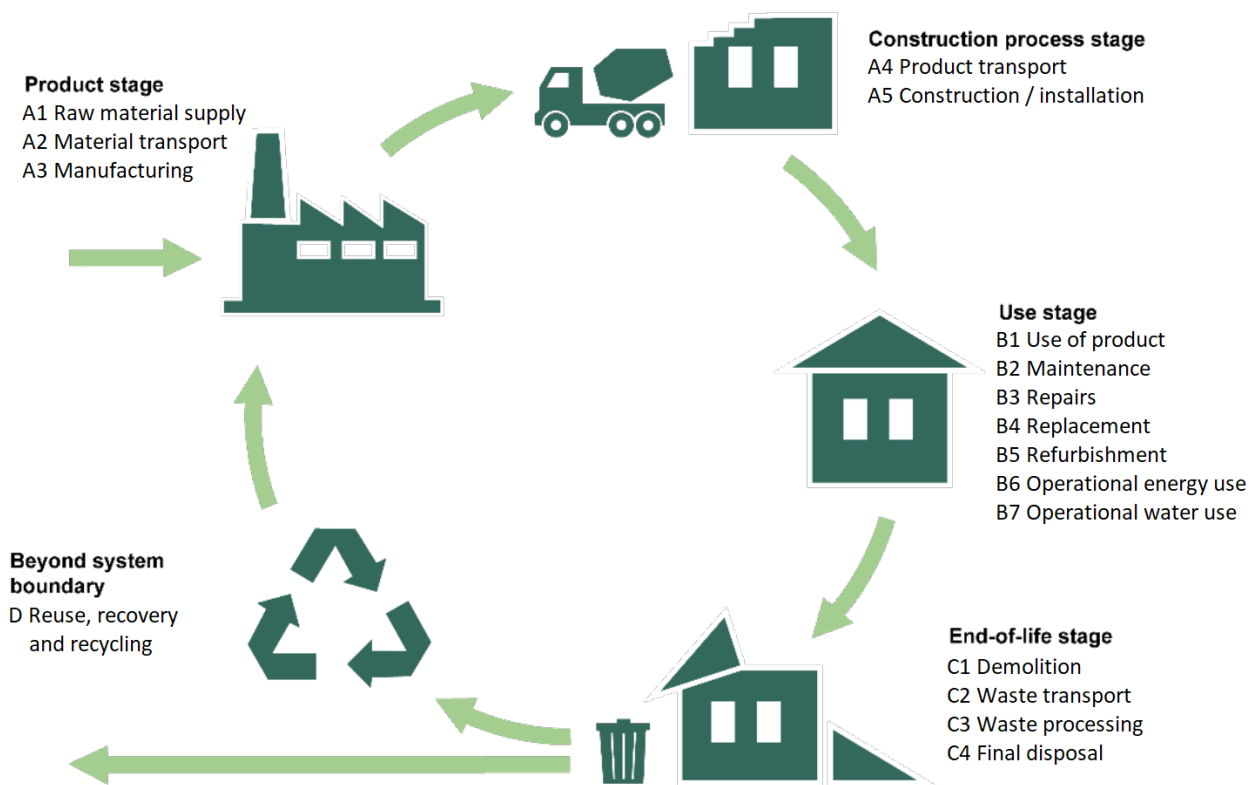 Product stage
A1 Raw material supply
A2 Material transport
A3 Manufacturing
Construction process stage
A4 Product transport
A5 Construction / installation
Use stage
B1 Use of product
B2 Maintenance
B3 Repairs
B4 Replacement
B5 Refurbishment
B6 Operational energy use
B7 Operational water use
End-of-life stage
C1 Demolition
C2 Waste transport
C3 Waste processing
C4 Final disposal
Beyond system
boundary
D Reuse, recovery
and recycling